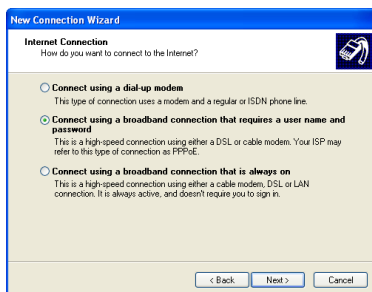 New Connection Wizard
Internet Connection
How do you want to connect to the Internet?
Connect using a dial-up modem
This type of connection uses a modem and a regular or ISDN phone line.
Connect using a broadband connection that requires a user name and
password
This is a high-speed connection using either a DSL or cable modem. Your ISP may
refer to this type of connection as PPPoE.
Connect using a broadband connection that is always on
This is a high-speed connection using either a cable modem, DSL or LAN
connection. It is always active, and doesn't require you to sign in.
< Back
Next >
Cancel